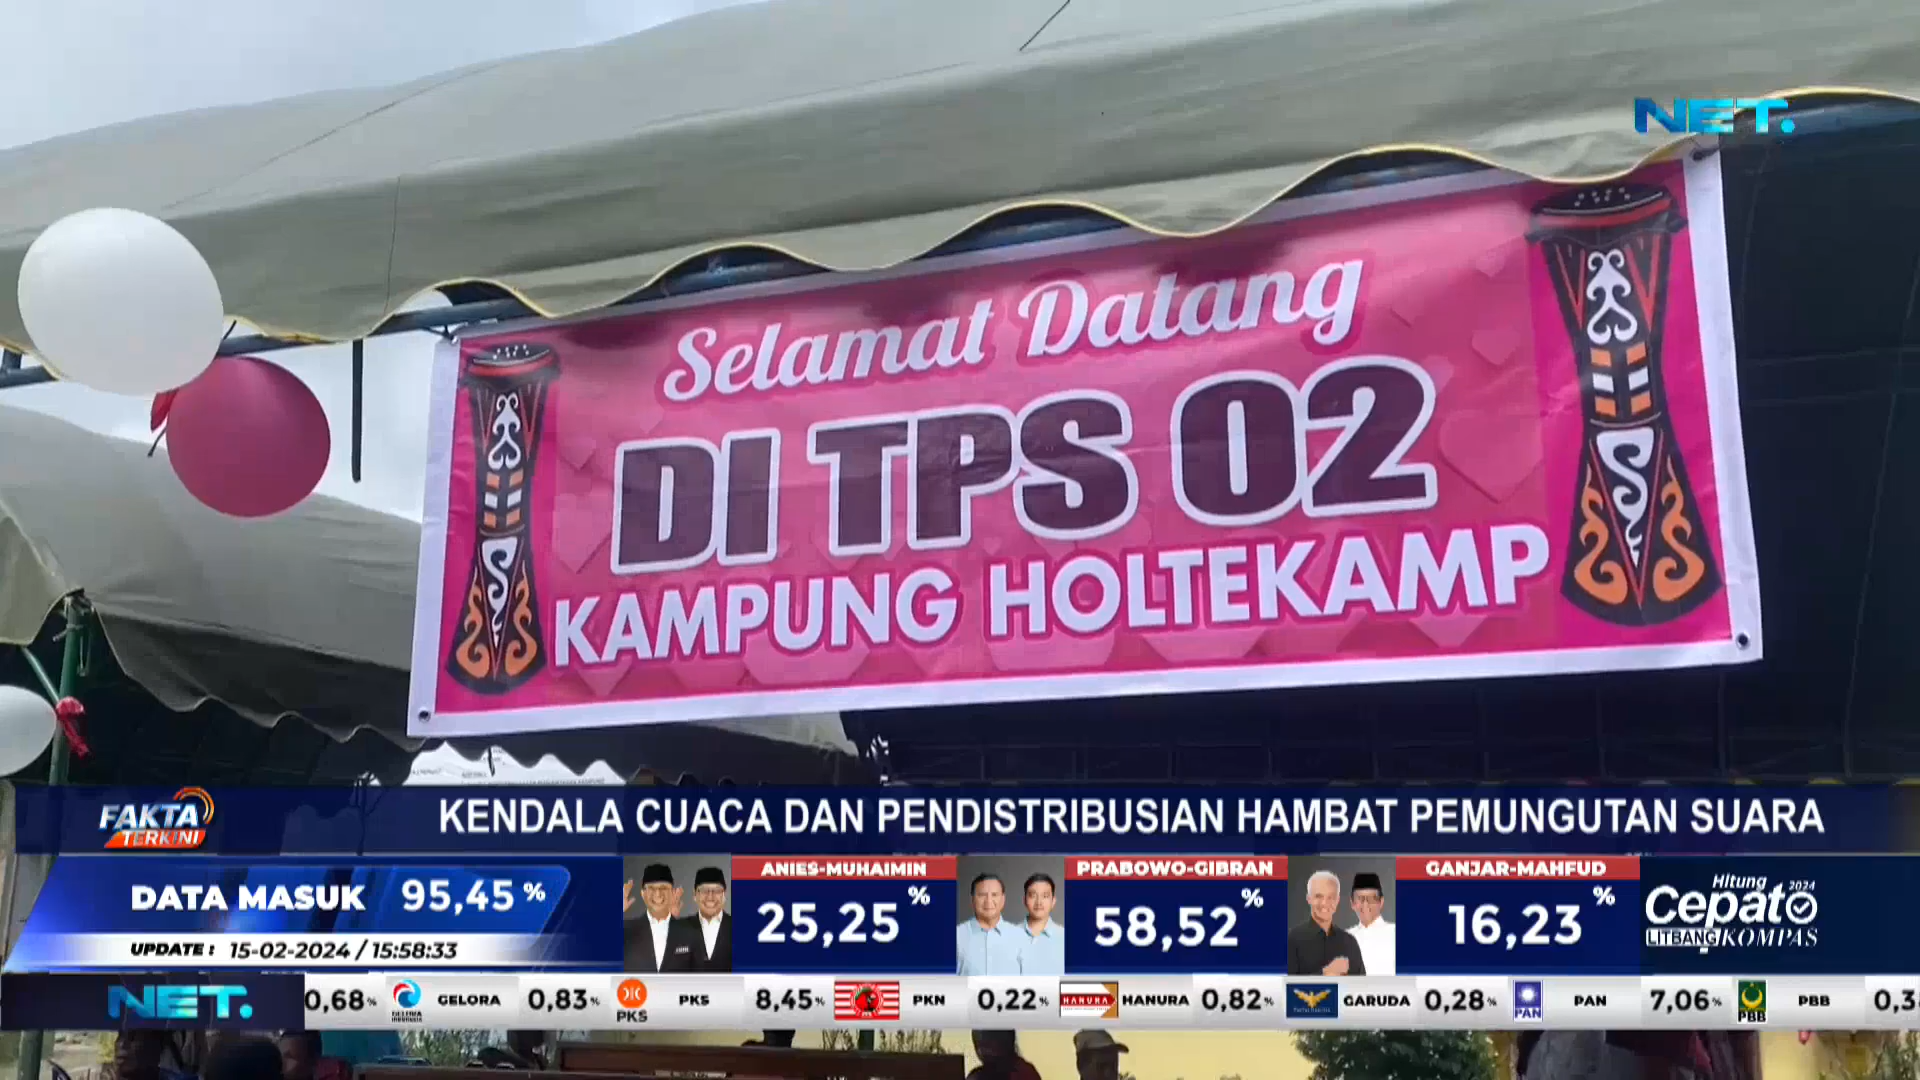 NET.
Selamat Datang
DI TPS 02
KAMPUNG HOLTEKAMP
FAKTA
TERKINI
KENDALA CUACA DAN PENDISTRIBUSIAN HAMBAT PEMUNGUTAN SUARA
DATA MASUK 95,45%
UPDATE : 15-02-2024 / 15:58:33
ANIES-MUHAIMIN
25,25%
PRABOWO-GIBRAN
58,52%
GANJAR-MAHFUD
16,23%
Hitung 2024
Cepat
LITBANG KOMPAS
NET.
0,68% GELORA 0,83% PKS PKS 8,45% PKN 0,22% HANURA HANURA 0,82% GARUDA 0,28% PAN PAN 7,06% PBB PBB